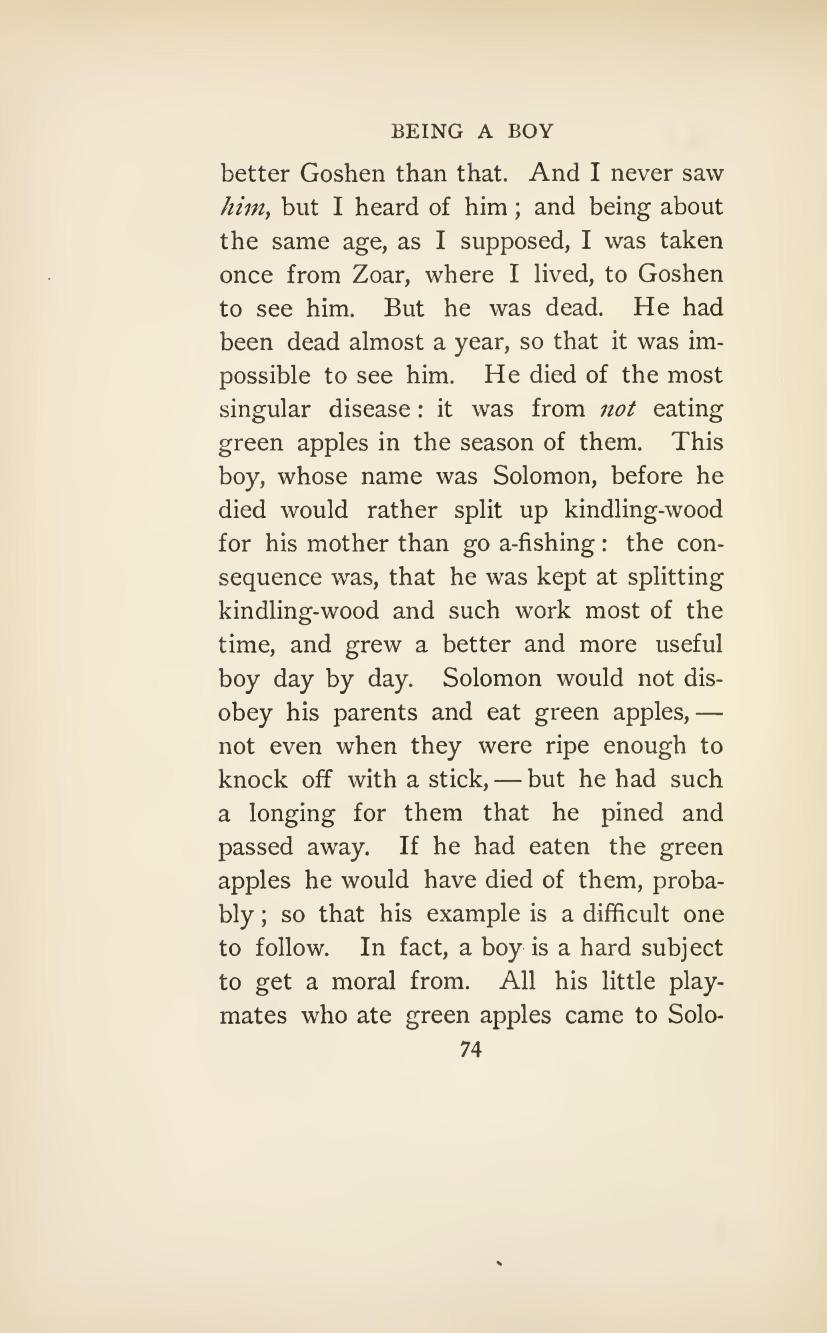 BEING A BOY
better Goshen than that. And I never saw
him, but I heard of him ; and being about
the same age, as I supposed, I was taken
once from Zoar, where I lived, to Goshen
to see him. But he was dead. He had
been dead almost a year, so that it was im-
possible to see him. He died of the most
singular disease : it was from not eating
green apples in the season of them. This
boy, whose name was Solomon, before he
died would rather split up kindling-wood
for his mother than go a-fishing : the con-
sequence was, that he was kept at splitting
kindling-wood and such work most of the
time, and grew a better and more useful
boy day by day. Solomon would not dis-
obey his parents and eat green apples, —
not even when they were ripe enough to
knock off with a stick, — but he had such
a longing for them that he pined and
passed away. If he had eaten the green
apples he would have died of them, proba-
bly ; so that his example is a difficult one
to follow. In fact, a boy is a hard subject
to get a moral from. All his little play-
mates who ate green apples came to Solo-
74